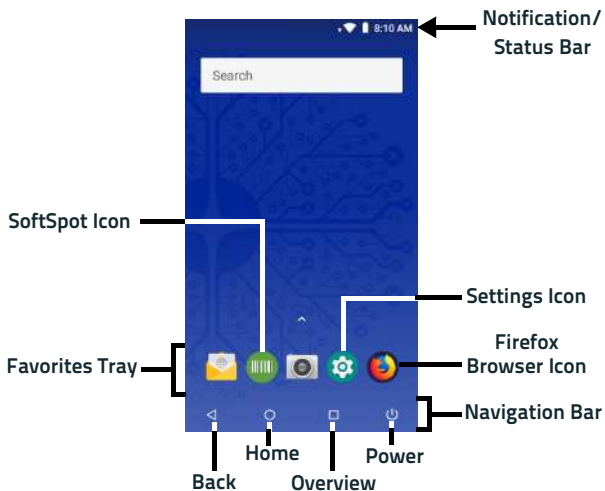 Notification/
Status Bar
8:10 AM
Search
SoftSpot Icon
Settings Icon
Firefox
Browser Icon
Favorites Tray
Navigation Bar
Home
Power
Back
Overview